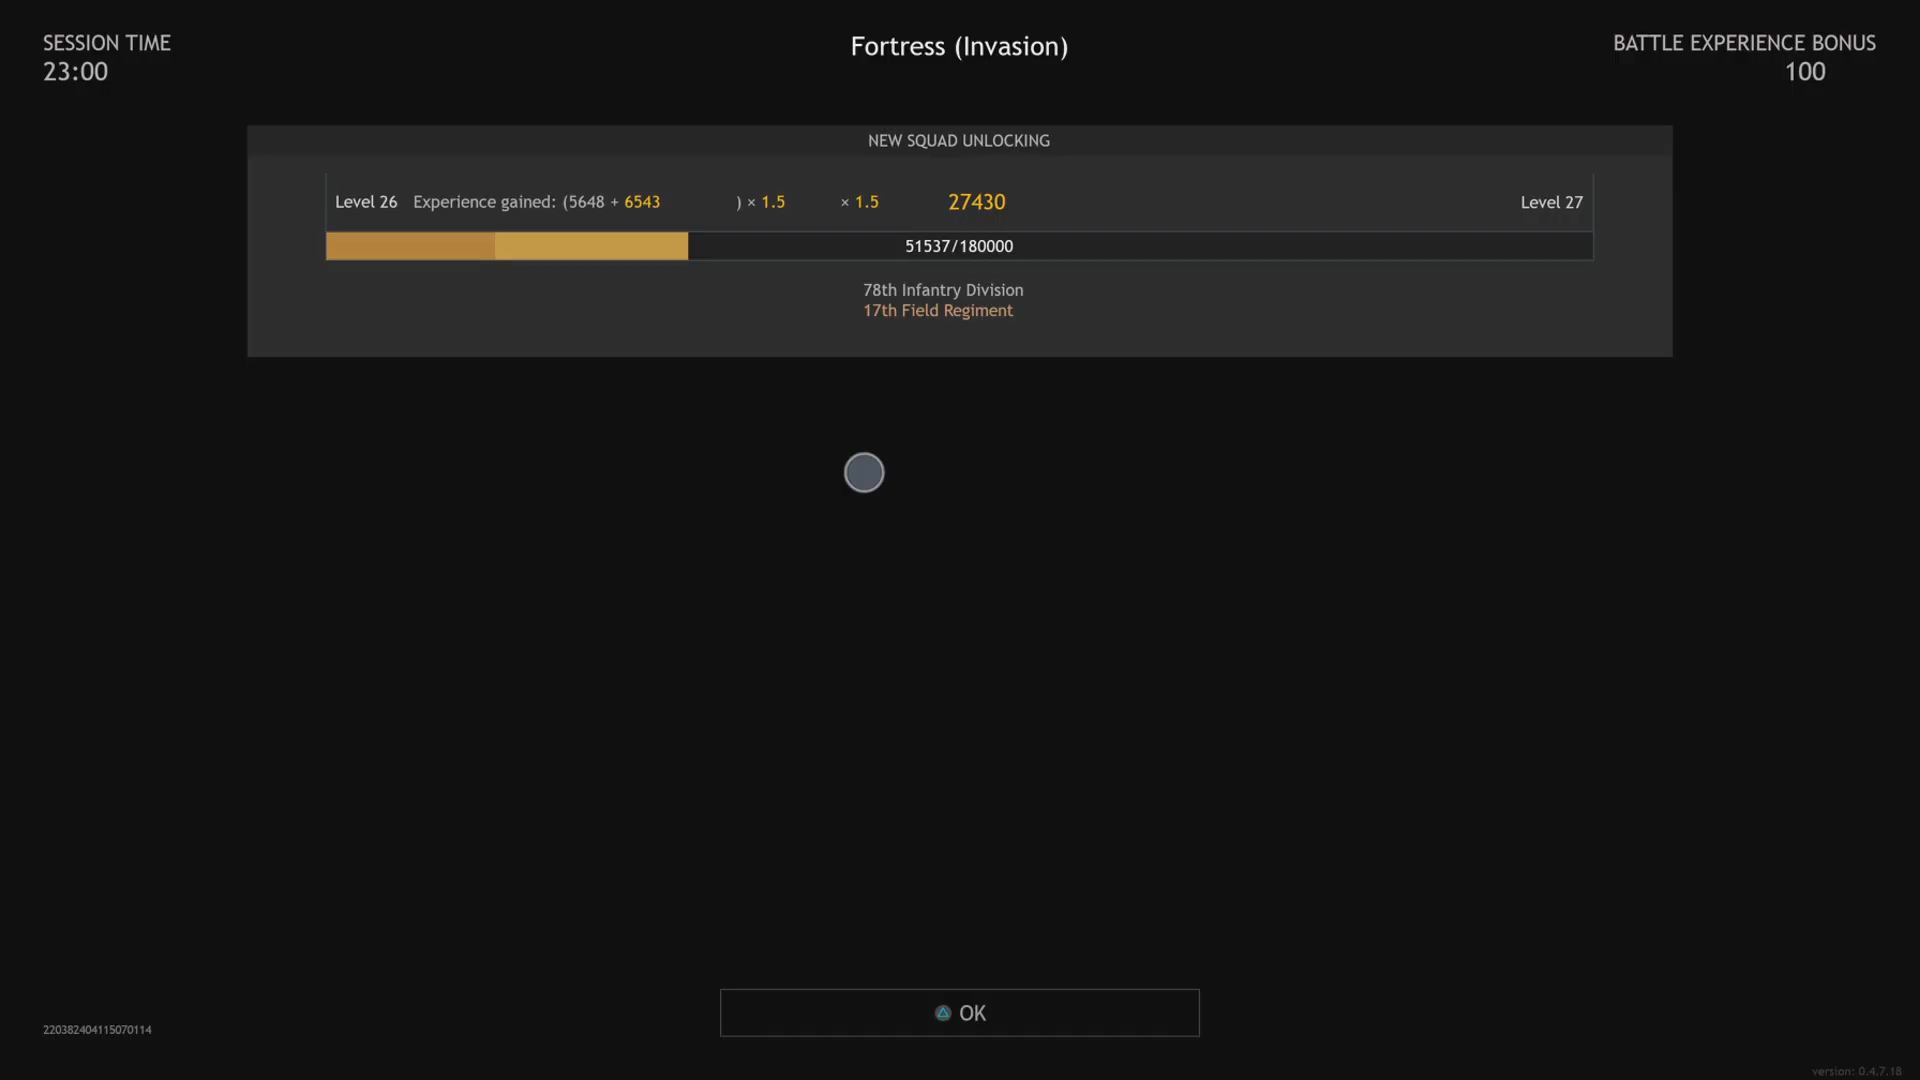 SESSION TIME
23:00
Fortress (Invasion)
BATTLE EXPERIENCE BONUS
100
NEW SQUAD UNLOCKING
Level 26 Experience gained: (5648 + 6543 ) × 1.5 × 1.5 27430 Level 27
51537/180000
78th Infantry Division
17th Field Regiment
OK
220382404115070114
version: 0.4.7.18